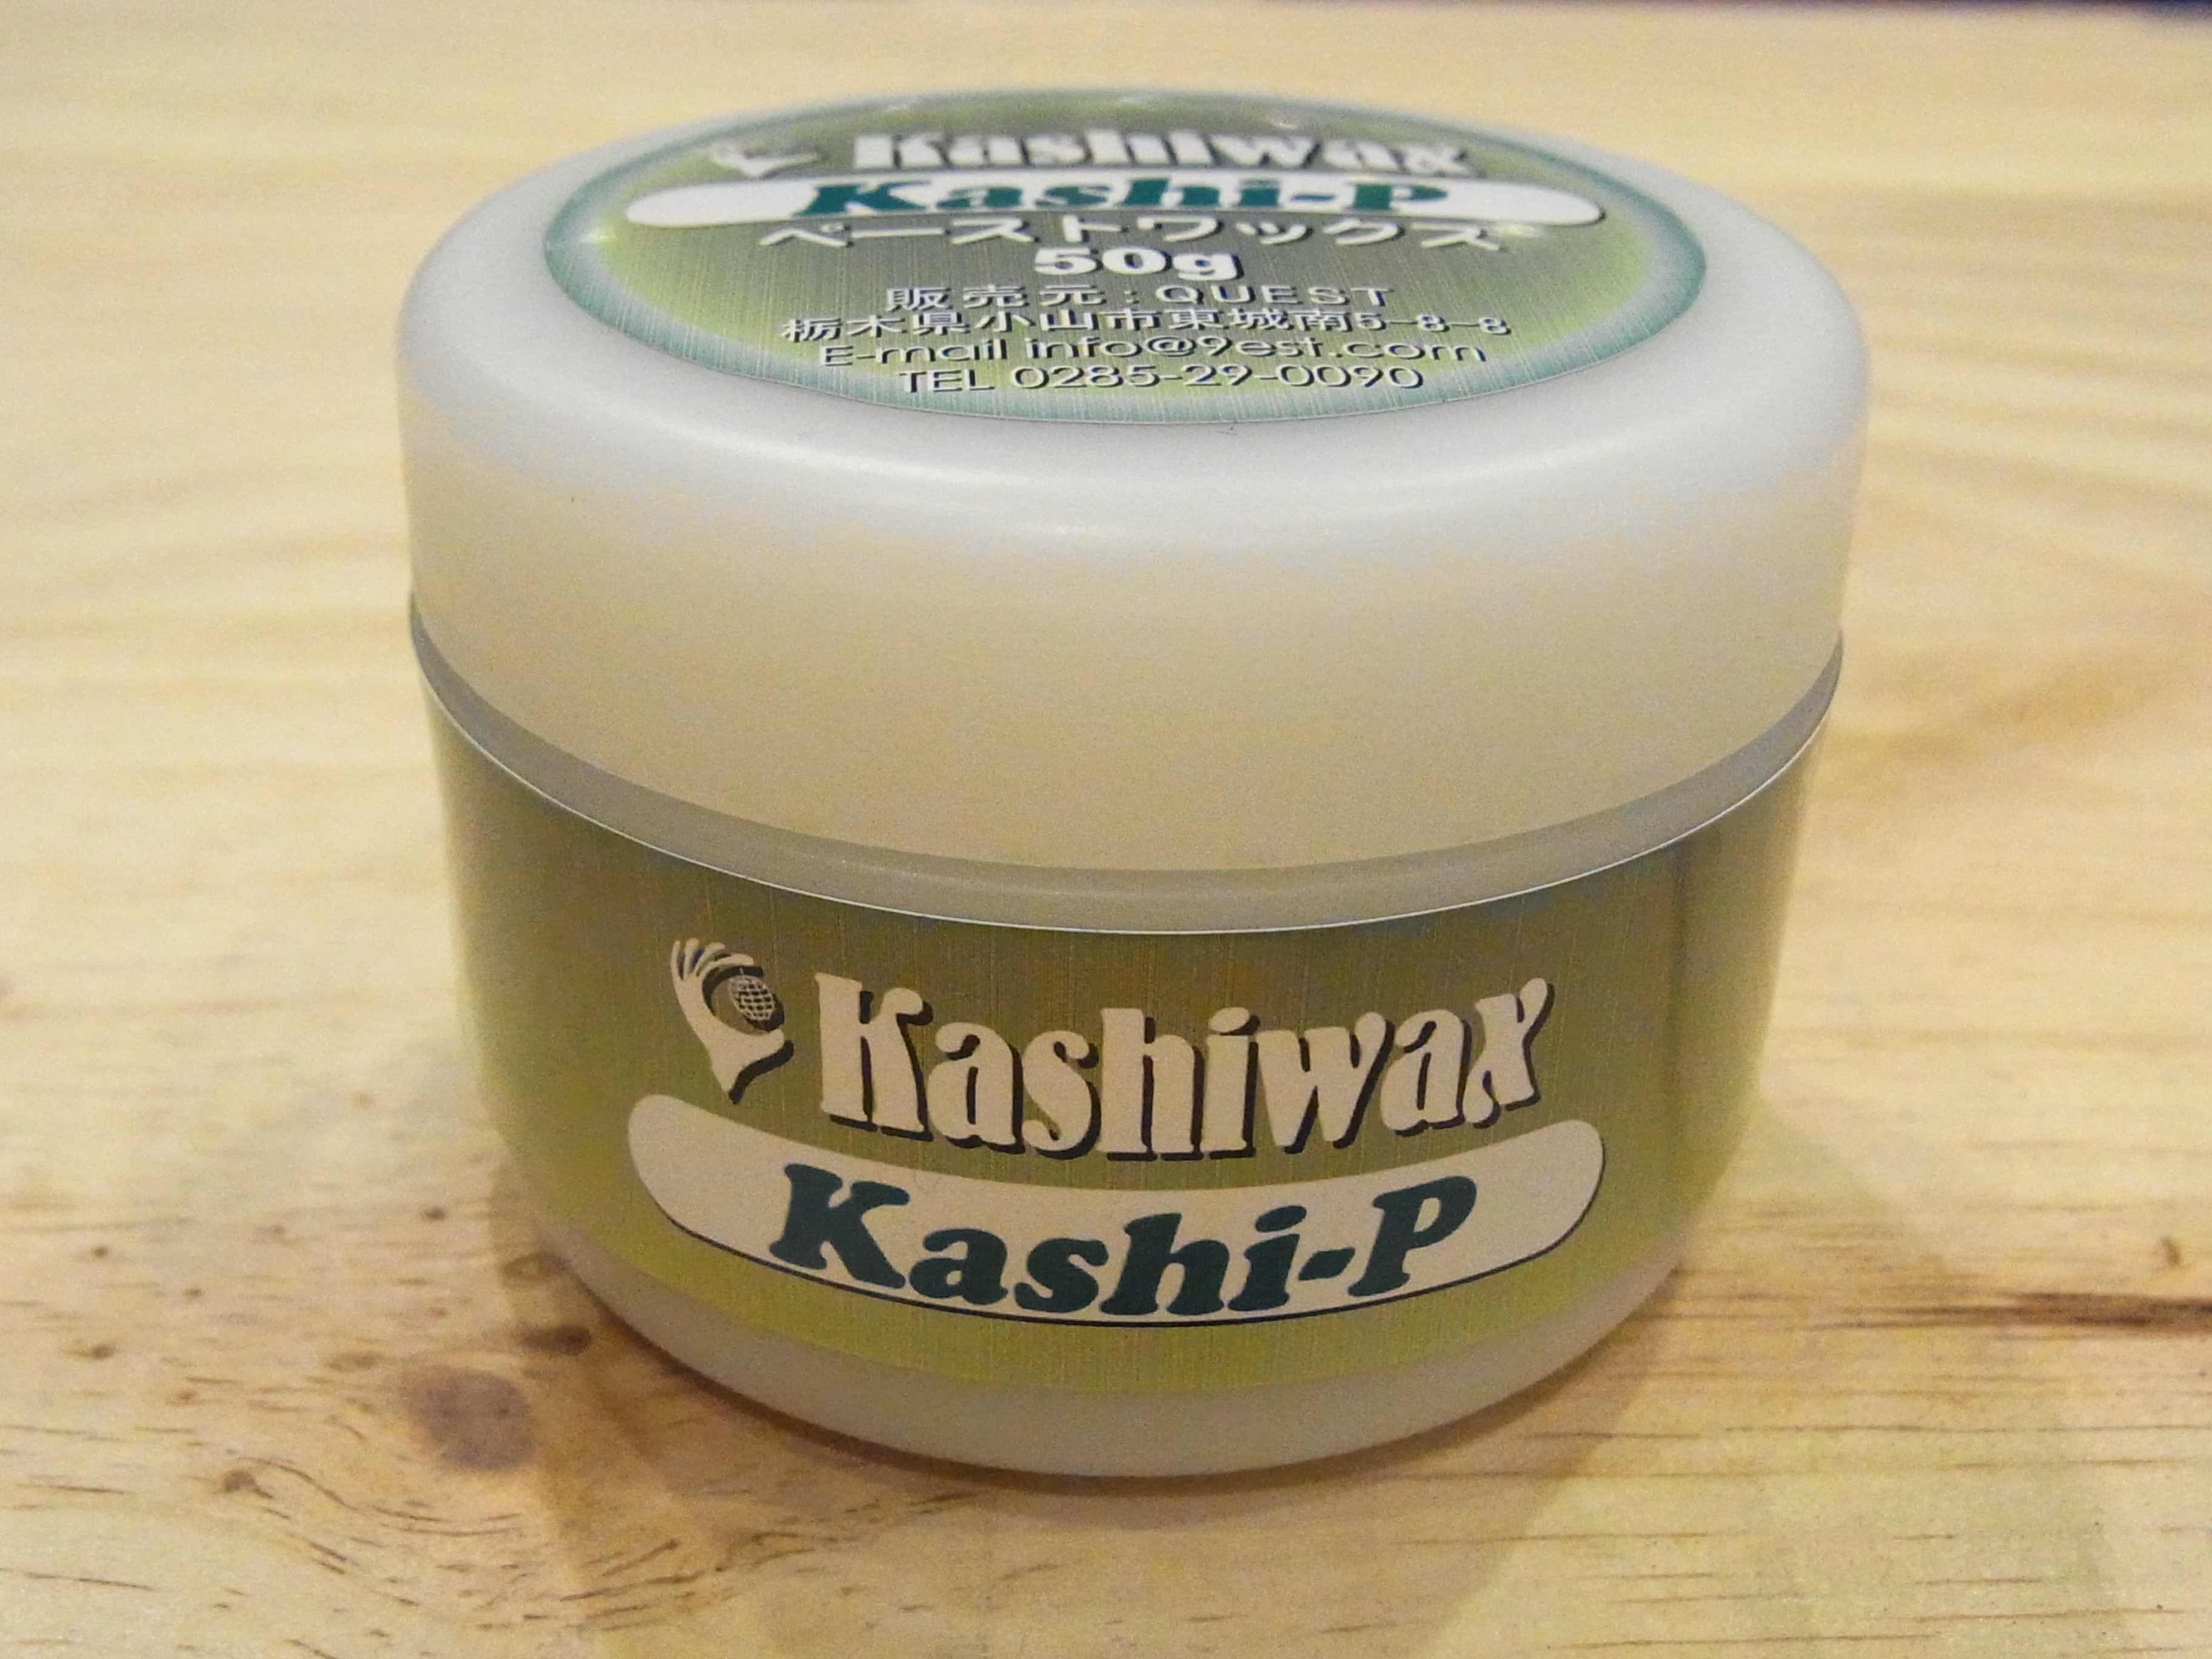 Kashiwax
Kashi-P
ペーストワックス
50g
販売元:QUEST
栃木県小山市東城南5-8-8
E-mail info@9est.com
TEL 0285-29-0090
Kashiwax
Kashi-P